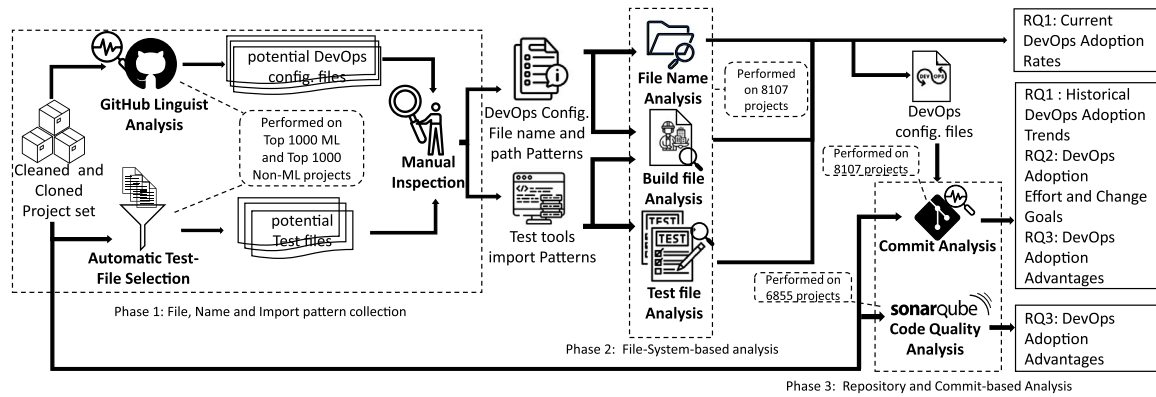 GitHub Linguist
Analysis
potential DevOps
config. files
Performed on
Top 1000 ML
and Top 1000
Non-ML projects
Cleaned and
Cloned
Project set
Automatic Test-
File Selection
potential
Test files
Manual
Inspection
Phase 1: File, Name and Import pattern collection
DevOps Config.
File name and
path Patterns
Test tools
import Patterns
File Name
Analysis
Performed
on 8107
projects
Build file
Analysis
TEST
TEST
Test file
Analysis
Phase 2: File-System-based analysis
DEV OPS
DevOps
config. files
Performed on
8107 projects
Commit Analysis
Performed on
6855 projects
sonarqube
Code Quality
Analysis
Phase 3: Repository and Commit-based Analysis
RQ1: Current
DevOps Adoption
Rates
RQ1 : Historical
DevOps Adoption
Trends
RQ2: DevOps
Adoption
Effort and Change
Goals
RQ3: DevOps
Adoption
Advantages
RQ3: DevOps
Adoption
Advantages